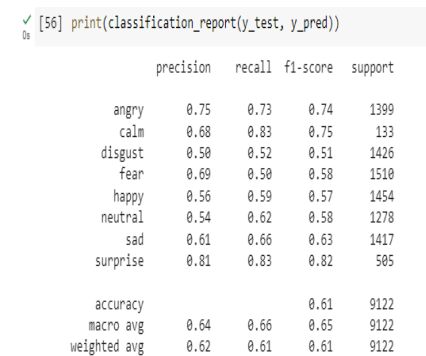 [56] print(classification_report(y_test, y_pred))
0s
precision recall f1-score support
angry 0.75 0.73 0.74 1399
calm 0.68 0.83 0.75 133
disgust 0.50 0.52 0.51 1426
fear 0.69 0.50 0.58 1510
happy 0.56 0.59 0.57 1454
neutral 0.54 0.62 0.58 1278
sad 0.61 0.66 0.63 1417
surprise 0.81 0.83 0.82 505
accuracy 0.61 9122
macro avg 0.64 0.66 0.65 9122
weighted avg 0.62 0.61 0.61 9122